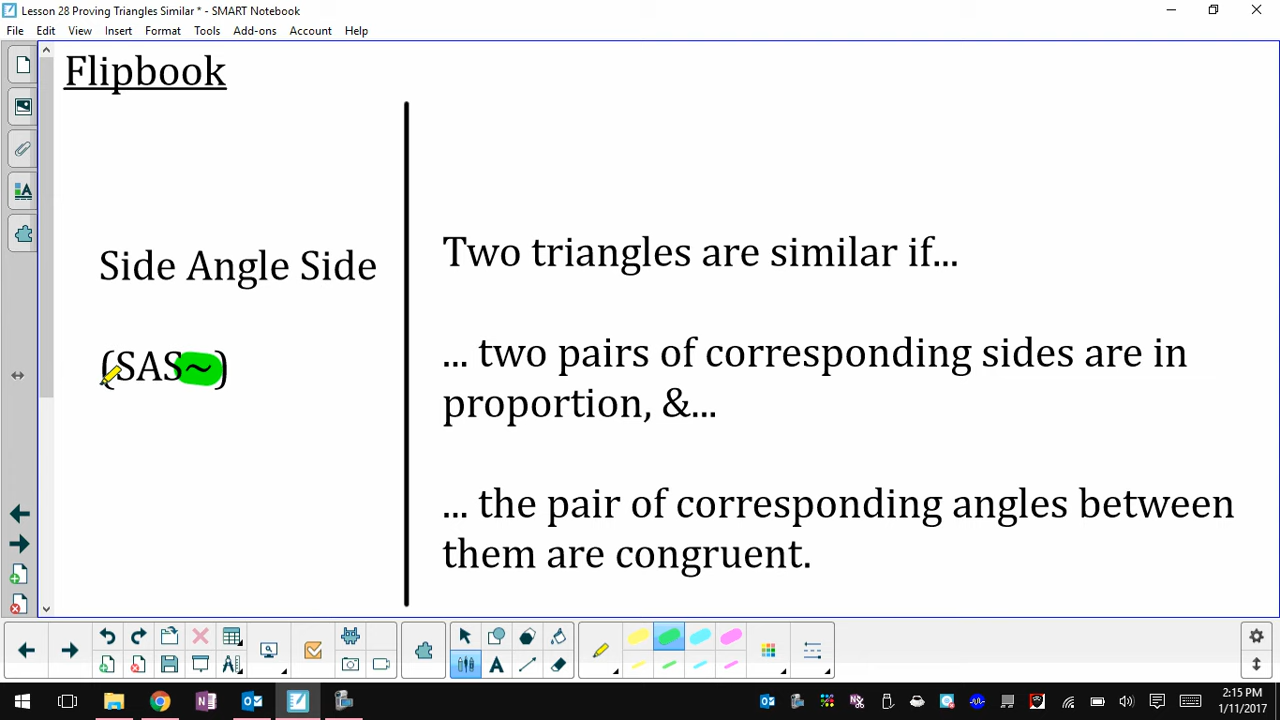 Lesson 28 Proving Triangles Similar * - SMART Notebook
File Edit View Insert Format Tools Add-ons Account Help
Flipbook
Side Angle Side
(SAS~)
Two triangles are similar if...
... two pairs of corresponding sides are in
proportion, &...
... the pair of corresponding angles between
them are congruent.
2:15 PM
1/11/2017